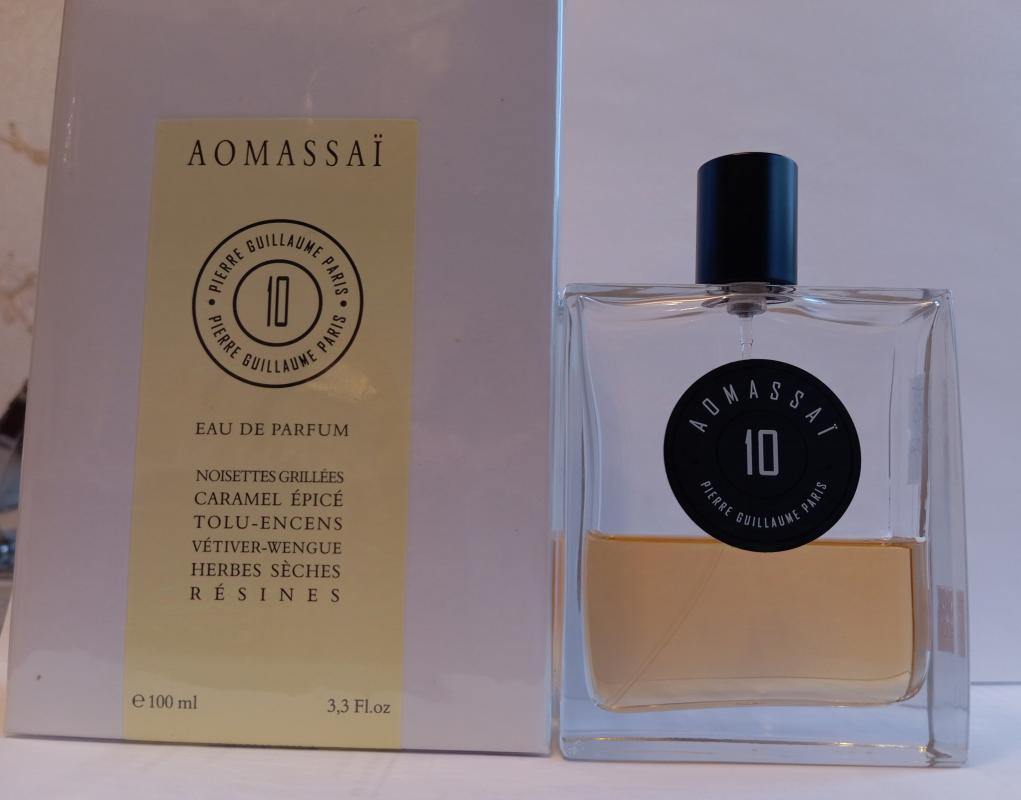 AOMASSAÏ
PIERRE GUILLAUME PARIS
10
PIERRE GUILLAUME PARIS
EAU DE PARFUM
NOISETTES GRILLÉES
CARAMEL ÉPICÉ
TOLU-ENCENS
VÉTIVER-WENGUE
HERBES SÈCHES
RÉSINES
℮ 100 ml
3,3 Fl.oz
AOMASSAÏ
10
PIERRE GUILLAUME PARIS